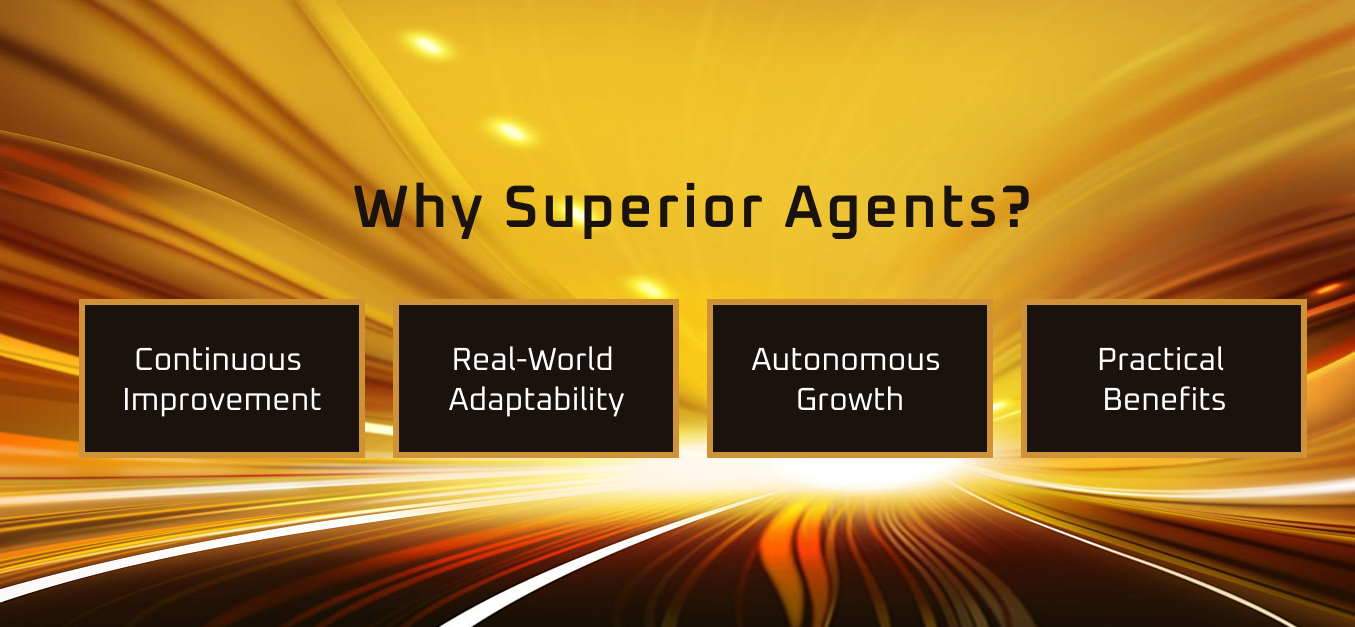 Why Superior Agents?
Continuous
Improvement
Real-World
Adaptability
Autonomous
Growth
Practical
Benefits